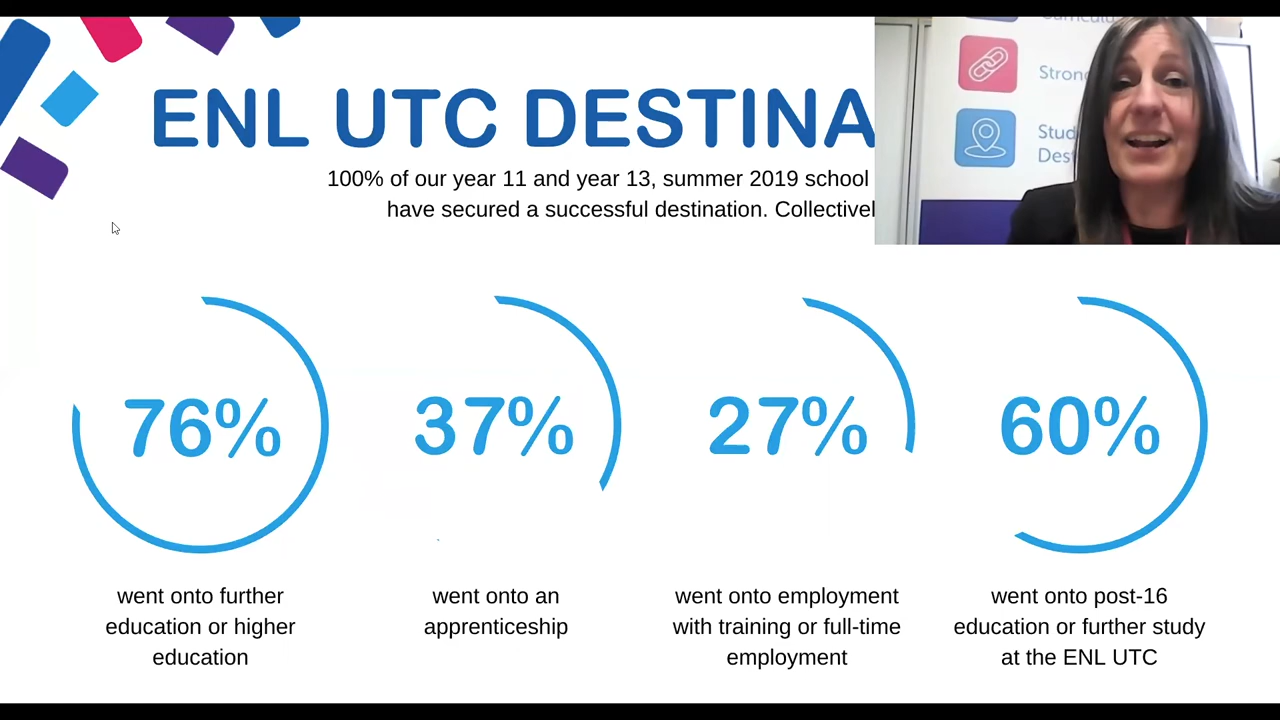 ENL UTC DESTINA
100% of our year 11 and year 13, summer 2019 school
have secured a successful destination. Collectivel
76%
37%
27%
60%
went onto further
education or higher
education
went onto an
apprenticeship
went onto employment
with training or full-time
employment
went onto post-16
education or further study
at the ENL UTC
Strong
Stud
Dest